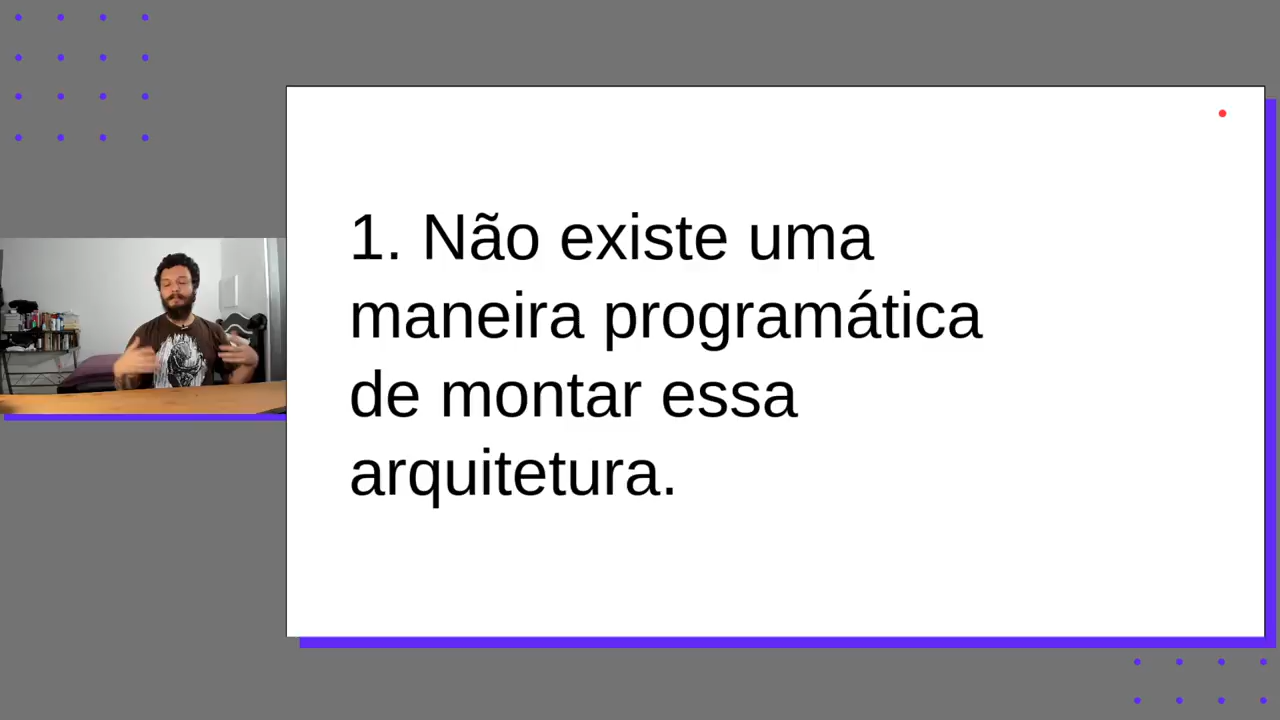 1. Não existe uma
maneira programática
de montar essa
arquitetura.